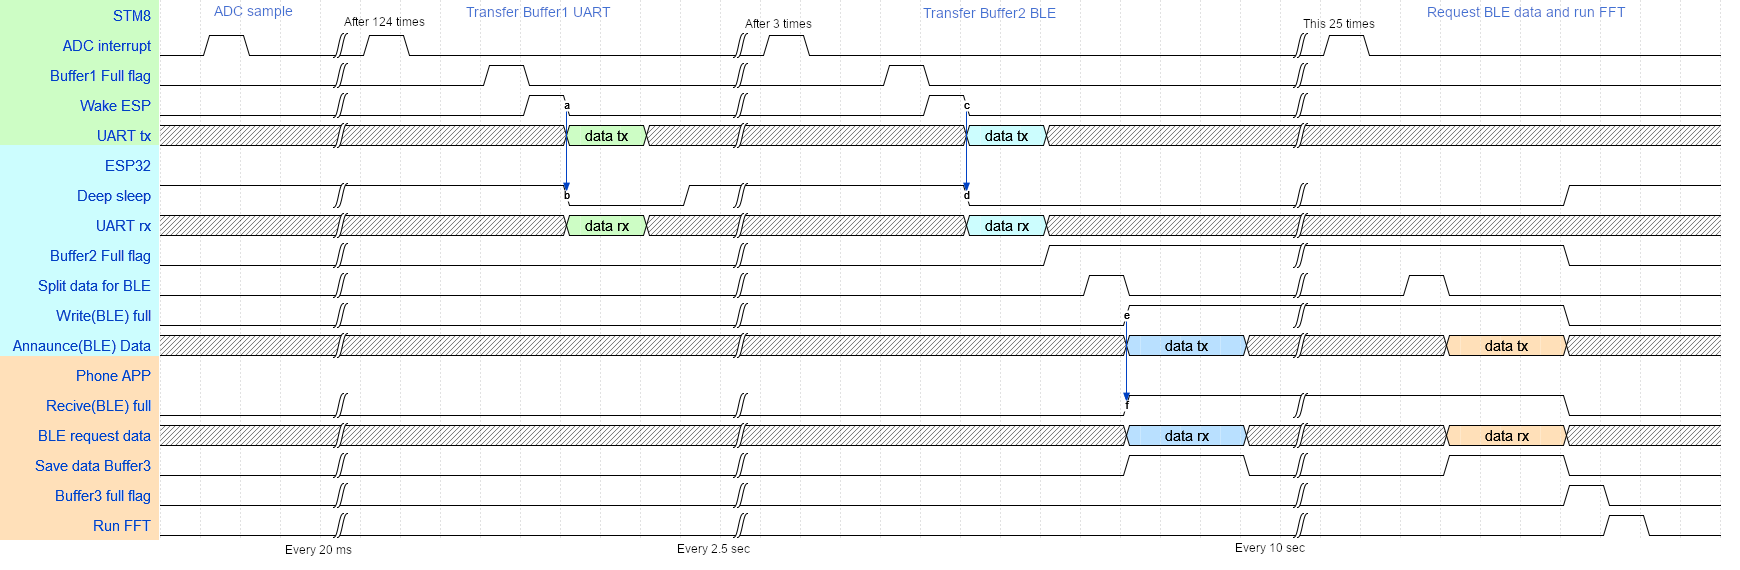 ADC sample
Transfer Buffer1 UART
Transfer Buffer2 BLE
Request BLE data and run FFT
STM8
After 124 times
After 3 times
This 25 times
ADC interrupt
Buffer1 Full flag
Wake ESP
a
c
UART tx
data tx
data tx
ESP32
Deep sleep
b
d
UART rx
data rx
data rx
Buffer2 Full flag
Split data for BLE
Write(BLE) full
e
Annaunce(BLE) Data
data tx
data tx
Phone APP
Recive(BLE) full
f
BLE request data
data rx
data rx
Save data Buffer3
Buffer3 full flag
Run FFT
Every 20 ms
Every 2.5 sec
Every 10 sec